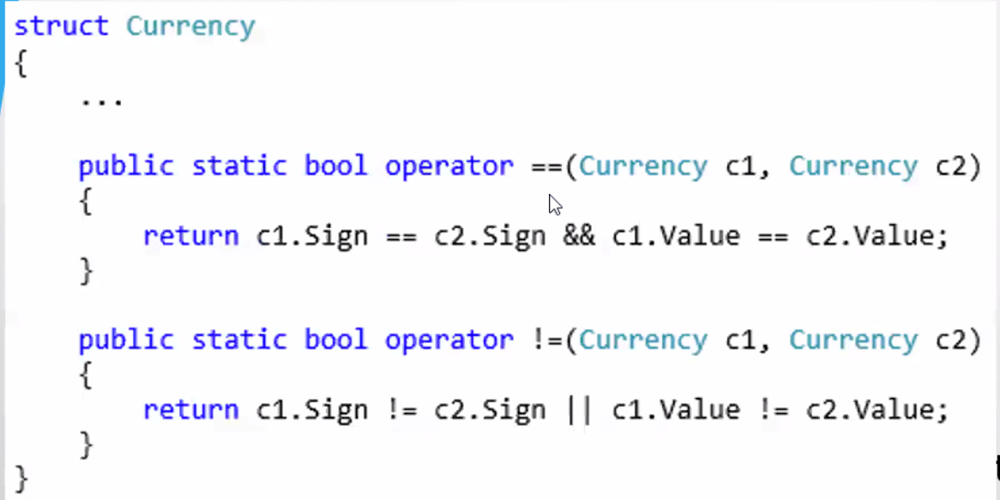 struct Currency
{
...
public static bool operator ==(Currency c1, Currency c2)
{
return c1.Sign == c2.Sign && c1.Value == c2.Value;
}
public static bool operator !=(Currency c1, Currency c2)
{
return c1.Sign != c2.Sign || c1.Value != c2.Value;
}
}